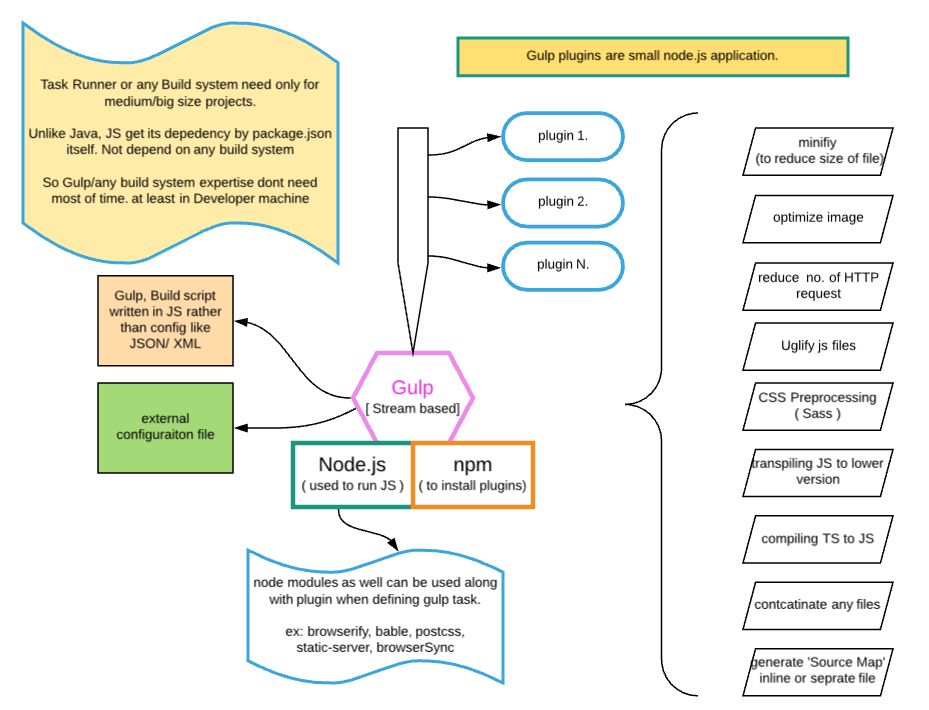 Task Runner or any Build system need only for
medium/big size projects.
Unlike Java, JS get its depedency by package.json
itself. Not depend on any build system
So Gulp/any build system expertise dont need
most of time. at least in Developer machine
Gulp plugins are small node.js application.
plugin 1.
plugin 2.
plugin N.
Gulp, Build script
written in JS rather
than config like
JSON/ XML
external
configuraiton file
Gulp
[ Stream based]
Node.js
( used to run JS )
npm
( to install plugins)
node modules as well can be used along
with plugin when defining gulp task.
ex: browserify, bable, postcss,
static-server, browserSync
minifiy
(to reduce size of file)
optimize image
reduce no. of HTTP
request
Uglify js files
CSS Preprocessing
( Sass )
transpiling JS to lower
version
compiling TS to JS
contcatinate any files
generate 'Source Map'
inline or seprate file